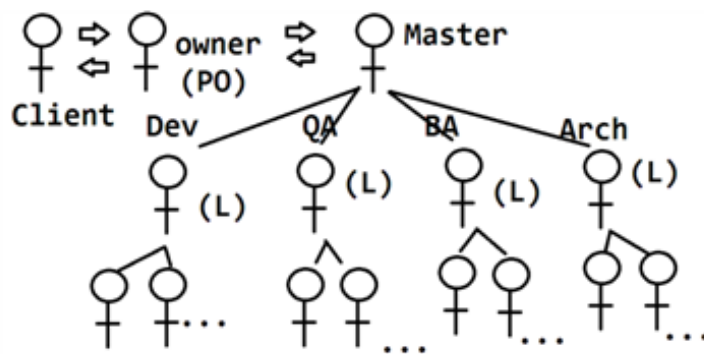 owner
(PO)
Master
Client
Dev
QA
BA
Arch
(L)
(L)
(L)
(L)
...
...
...
...